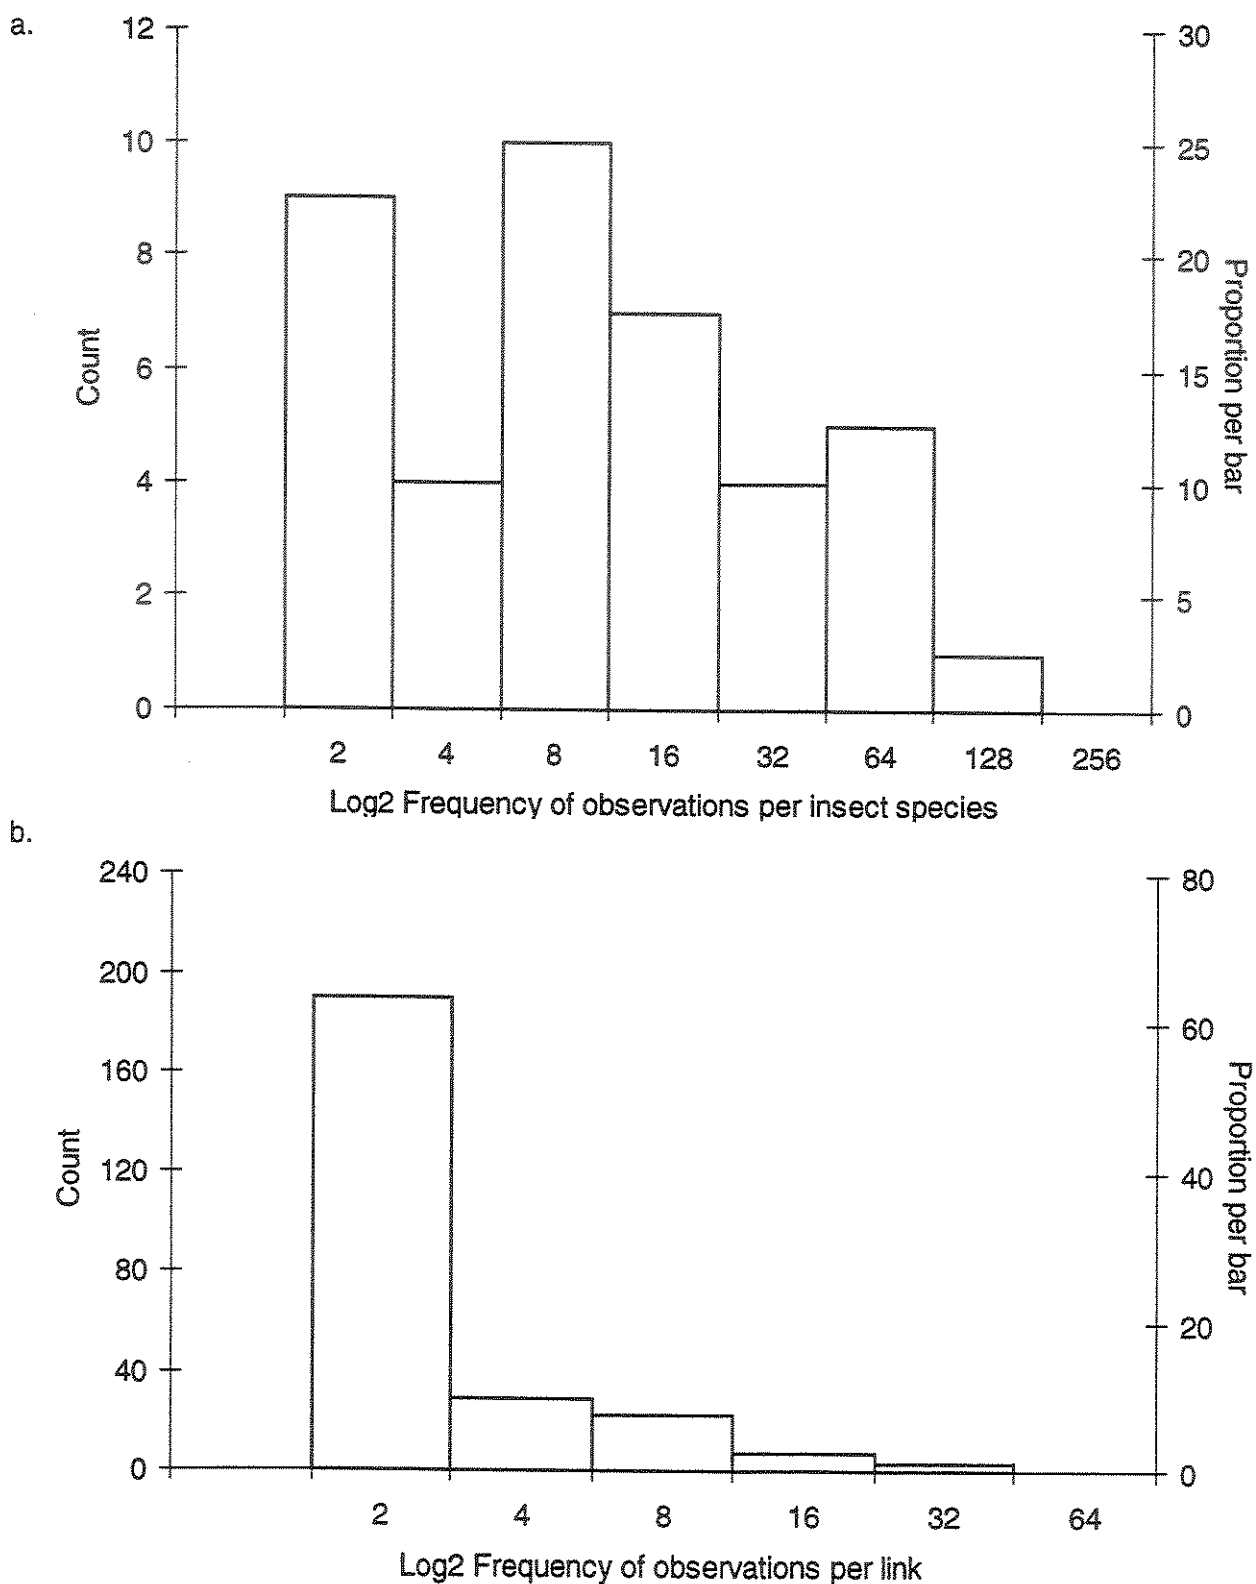 a.
12
10
8
6
4
2
0
Count
30
25
20
15
10
5
0
Proportion per bar
2 4 8 16 32 64 128 256
Log2 Frequency of observations per insect species
b.
240
200
160
120
80
40
0
Count
80
60
40
20
0
Proportion per bar
2 4 8 16 32 64
Log2 Frequency of observations per link